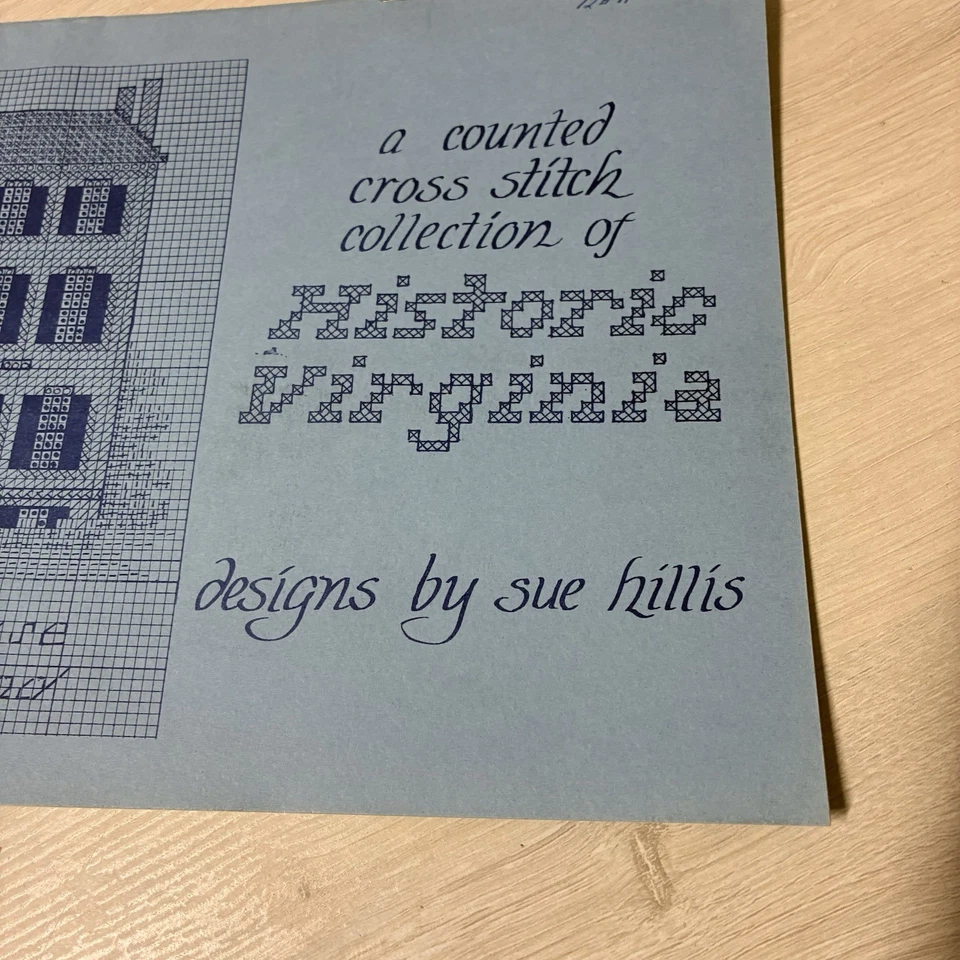 a counted
cross stitch
collection of
Historic
Virginia
designs by sue hillis